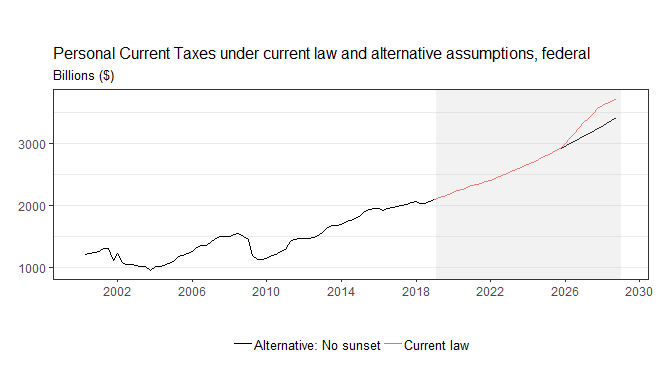 Personal Current Taxes under current law and alternative assumptions, federal
Billions ($)
3000
2000
1000
2002 2006 2010 2014 2018 2022 2026 2030
Alternative: No sunset Current law